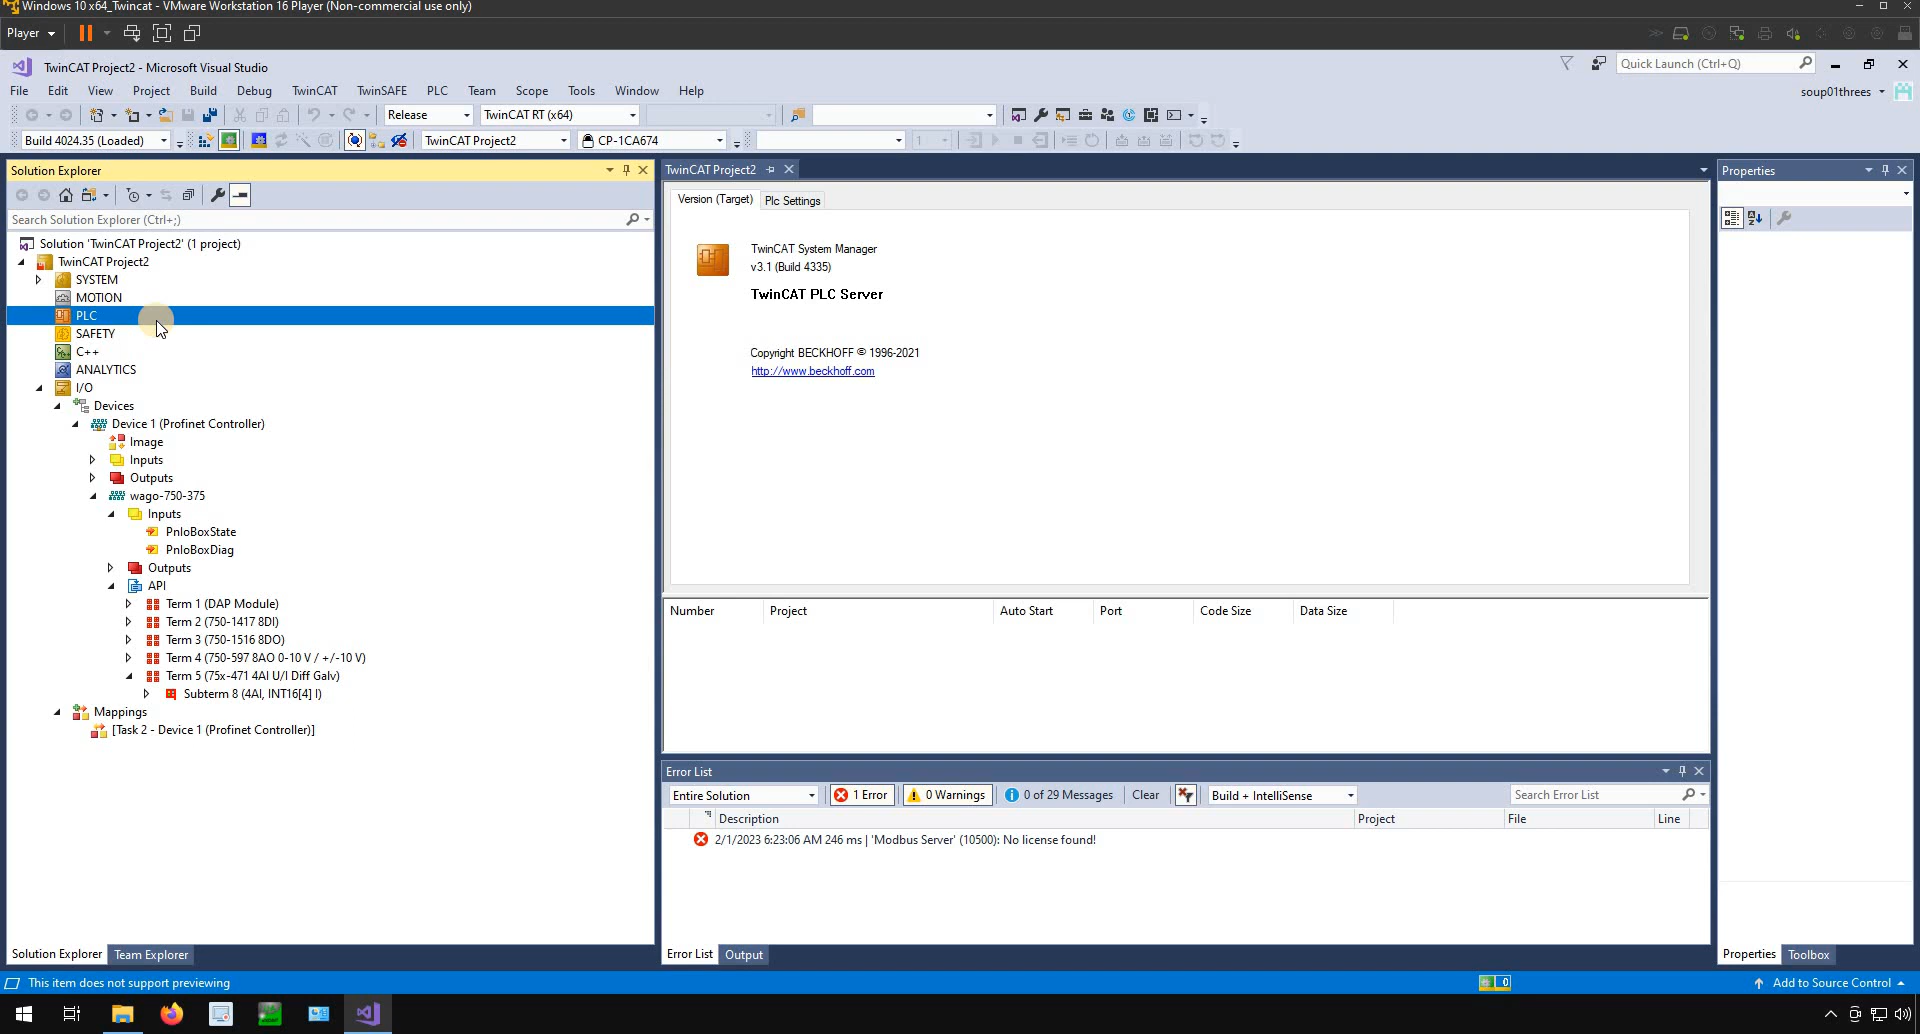 Windows 10 x64_Twincat - VMware Workstation 16 Player (Non-commercial use only)
Player
TwinCAT Project2 - Microsoft Visual Studio
Quick Launch (Ctrl+Q)
File Edit View Project Build Debug TwinCAT TwinSAFE PLC Team Scope Tools Window Help
soup01threes
Release
TwinCAT RT (x64)
Build 4024.35 (Loaded)
TwinCAT Project2
CP-1CA674
1
Solution Explorer
Search Solution Explorer (Ctrl+;)
Solution 'TwinCAT Project2' (1 project)
TwinCAT Project2
SYSTEM
MOTION
PLC
SAFETY
C++
ANALYTICS
I/O
Devices
Device 1 (Profinet Controller)
Image
Inputs
Outputs
wago-750-375
Inputs
PnIoBoxState
PnIoBoxDiag
Outputs
API
Term 1 (DAP Module)
Term 2 (750-1417 8DI)
Term 3 (750-1516 8DO)
Term 4 (750-597 8AO 0-10 V / +/-10 V)
Term 5 (75x-471 4AI U/I Diff Galv)
Subterm 8 (4AI, INT16[4] I)
Mappings
[Task 2 - Device 1 (Profinet Controller)]
Solution Explorer
Team Explorer
TwinCAT Project2
Version (Target)
Plc Settings
TwinCAT System Manager
v3.1 (Build 4335)
TwinCAT PLC Server
Copyright BECKHOFF © 1996-2021
http://www.beckhoff.com
Number Project Auto Start Port Code Size Data Size
Error List
Entire Solution
1 Error
0 Warnings
0 of 29 Messages
Clear
Build + IntelliSense
Search Error List
Description Project File Line
2/1/2023 6:23:06 AM 246 ms | 'Modbus Server' (10500): No license found!
Error List
Output
Properties
Properties
Toolbox
This item does not support previewing
0
Add to Source Control